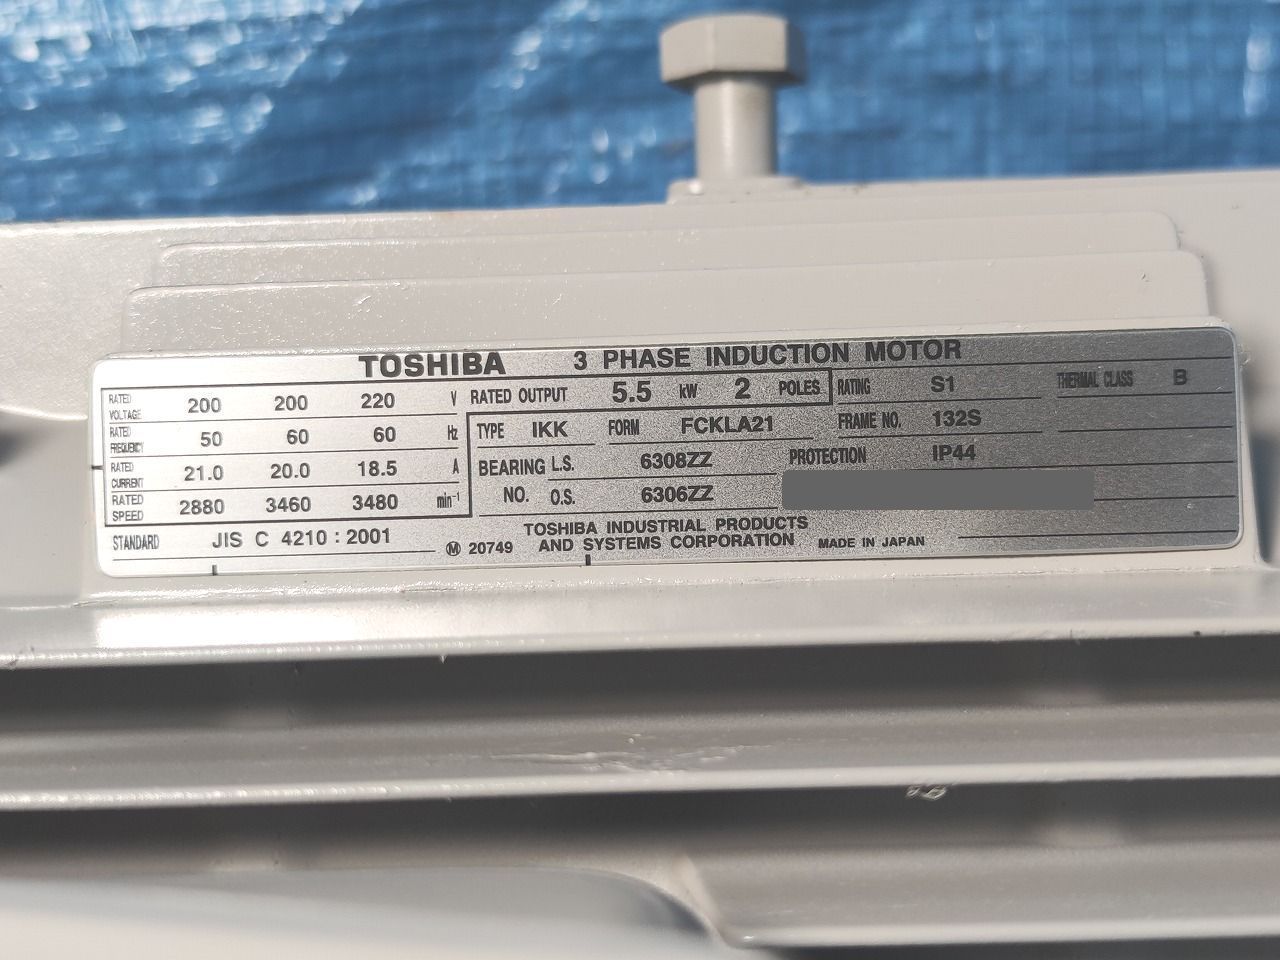 TOSHIBA 3 PHASE INDUCTION MOTOR
RATED VOLTAGE 200 200 220 V
RATED FREQUENCY 50 60 60 Hz
RATED CURRENT 21.0 20.0 18.5 A
RATED SPEED 2880 3460 3480 min-1
STANDARD JIS C 4210 : 2001
RATED OUTPUT 5.5 kW 2 POLES
TYPE IKK FORM FCKLA21
BEARING NO. L.S. 6308ZZ
O.S. 6306ZZ
RATING S1 THERMAL CLASS B
FRAME NO. 132S
PROTECTION IP44
Ⓜ 20749 TOSHIBA INDUSTRIAL PRODUCTS
AND SYSTEMS CORPORATION MADE IN JAPAN